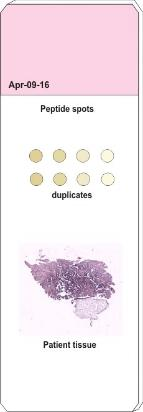 Apr-09-16
Peptide spots
duplicates
Patient tissue